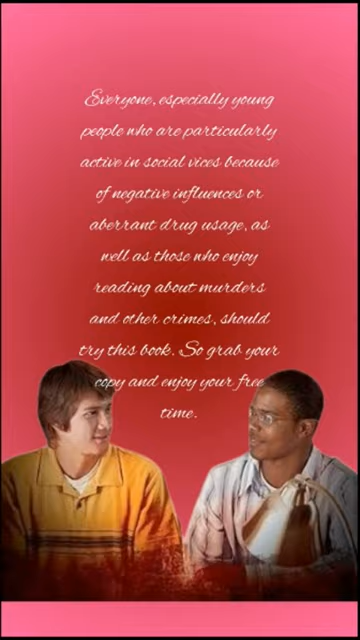 Everyone, especially young
people who are particularly
active in social vices because
of negative influences or
aberrant drug usage, as
well as those who enjoy
reading about murders
and other crimes, should
try this book. So grab your
copy and enjoy your free
time.